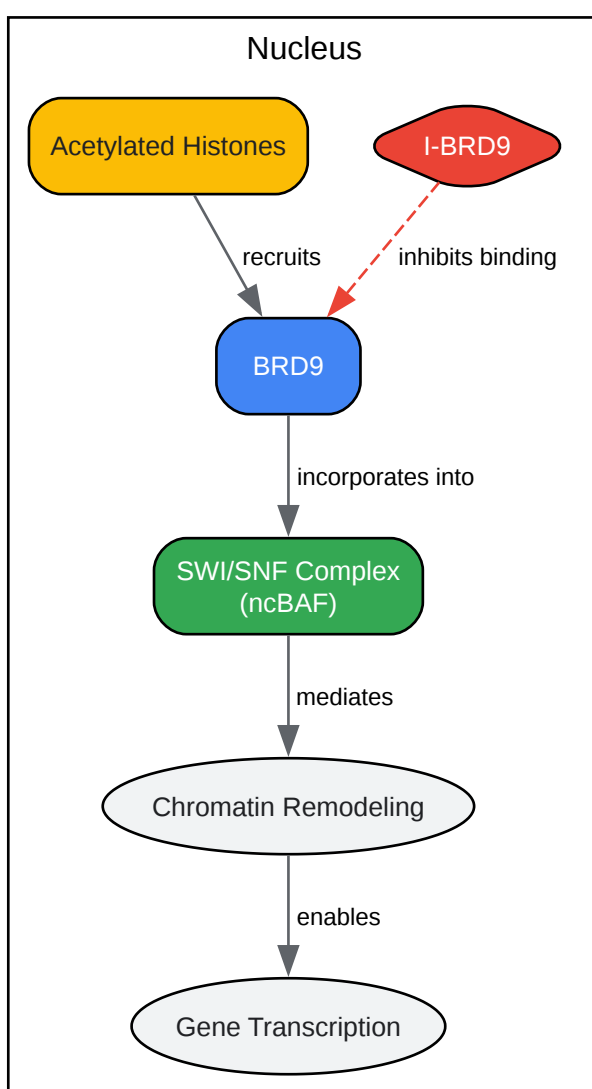 Nucleus
Acetylated Histones
I-BRD9
recruits
inhibits binding
BRD9
incorporates into
SWI/SNF Complex
(ncBAF)
mediates
Chromatin Remodeling
enables
Gene Transcription